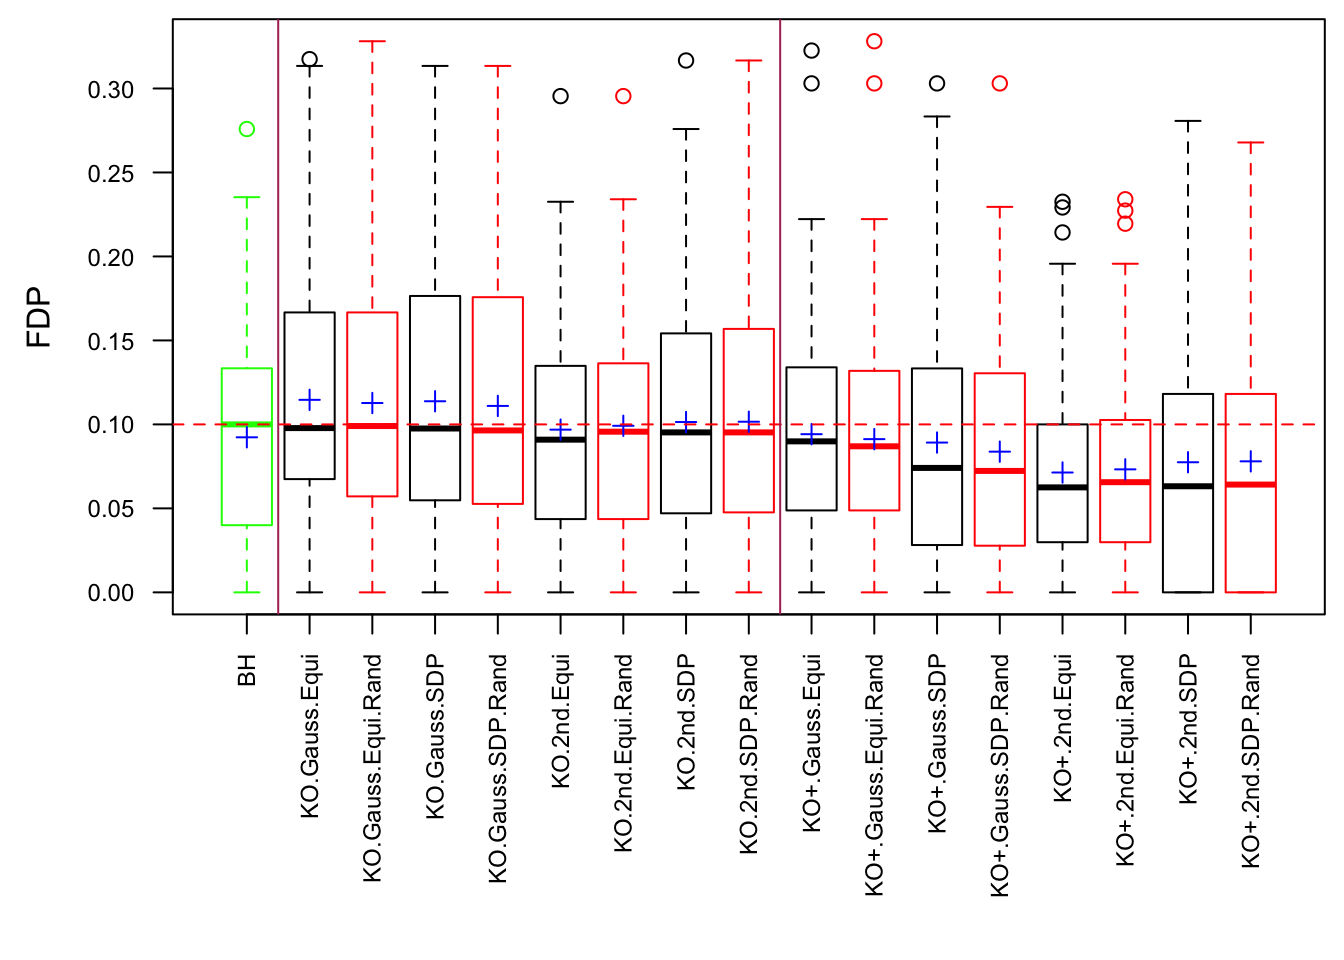 FDP
0.30
0.25
0.20
0.15
0.10
0.05
0.00
BH
KO.Gauss.Equi
KO.Gauss.Equi.Rand
KO.Gauss.SDP
KO.Gauss.SDP.Rand
KO.2nd.Equi
KO.2nd.Equi.Rand
KO.2nd.SDP
KO.2nd.SDP.Rand
KO+.Gauss.Equi
KO+.Gauss.Equi.Rand
KO+.Gauss.SDP
KO+.Gauss.SDP.Rand
KO+.2nd.Equi
KO+.2nd.Equi.Rand
KO+.2nd.SDP
KO+.2nd.SDP.Rand